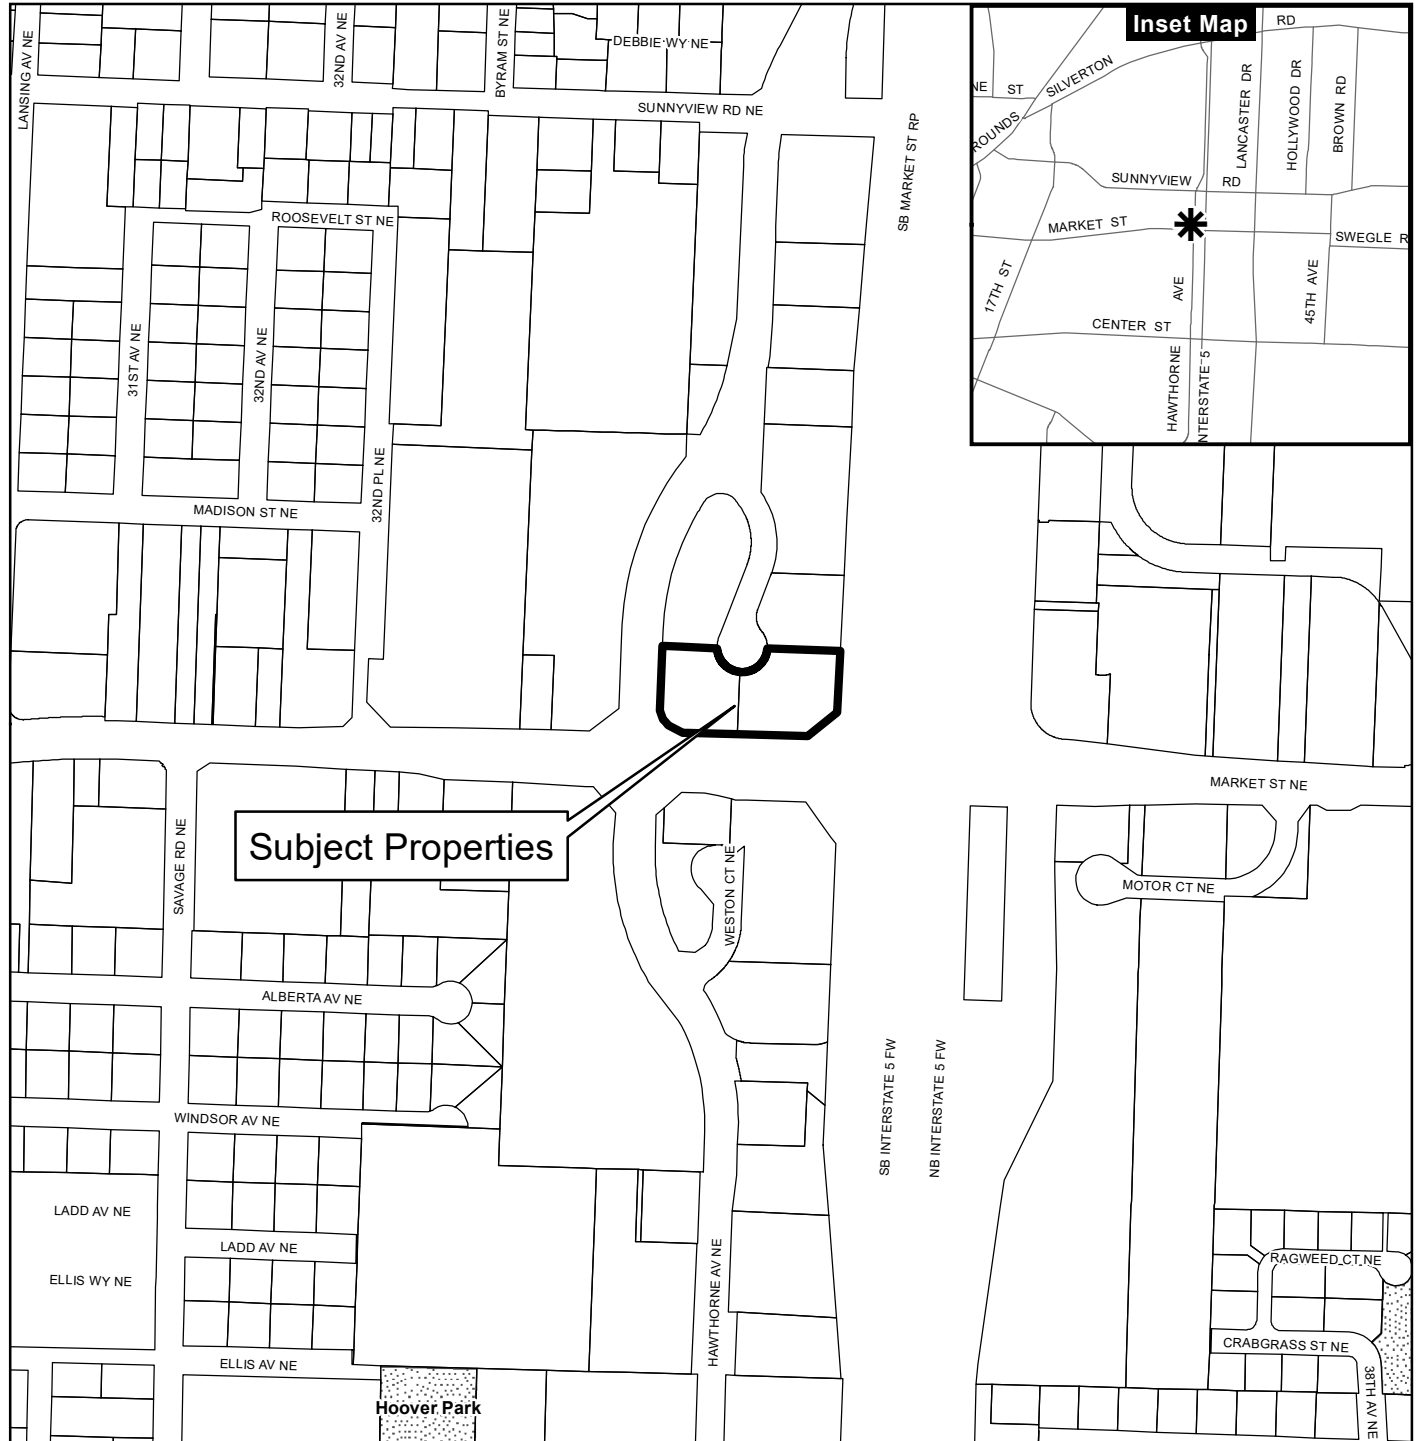 LANSING AV NE
32ND AV NE
BYRAM ST NE
DEBBIE WY NE
SUNNYVIEW RD NE
SB MARKET ST RP
ROOSEVELT ST NE
31ST AV NE
32ND AV NE
32ND PL NE
MADISON ST NE
Inset Map
RD
NE ST
SILVERTON
ROUNDS
LANCASTER DR
HOLLYWOOD DR
BROWN RD
SUNNYVIEW RD
MARKET ST
SWEGLE R
17TH ST
AVE
45TH AVE
CENTER ST
HAWTHORNE
NTERSTATE 5
MARKET ST NE
Subject Properties
SAVAGE RD NE
WESTON CT NE
MOTOR CT NE
ALBERTA AV NE
SB INTERSTATE 5 FW
NB INTERSTATE 5 FW
WINDSOR AV NE
LADD AV NE
LADD AV NE
ELLIS WY NE
HAWTHORNE AV NE
RAGWEED CT NE
CRABGRASS ST NE
38TH AV NE
ELLIS AV NE
Hoover Park